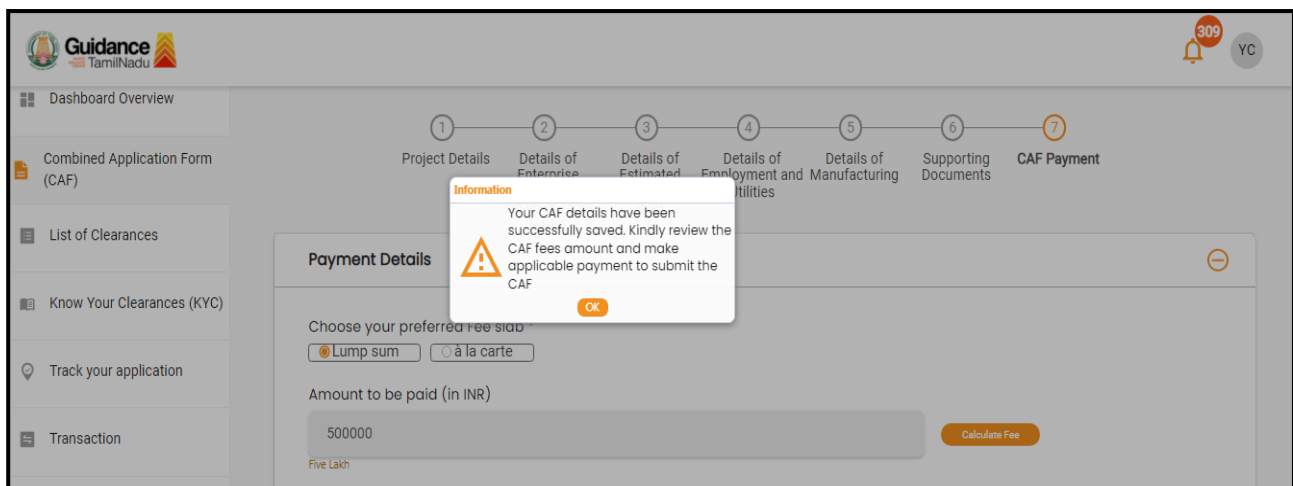 Guidance
TamilNadu
309
YC
Dashboard Overview
Combined Application Form
(CAF)
List of Clearances
Know Your Clearances (KYC)
Track your application
Transaction
1
2
3
4
5
6
7
Project Details
Details of
Enterprise
Details of
Estimated
Details of
Employment and
Utilities
Details of
Manufacturing
Supporting
Documents
CAF Payment
Information
Your CAF details have been
successfully saved. Kindly review the
CAF fees amount and make
applicable payment to submit the
CAF
OK
Payment Details
Choose your preferred Fee slab *
Lump sum
à la carte
Amount to be paid (in INR)
500000
Calculate Fee
Five Lakh